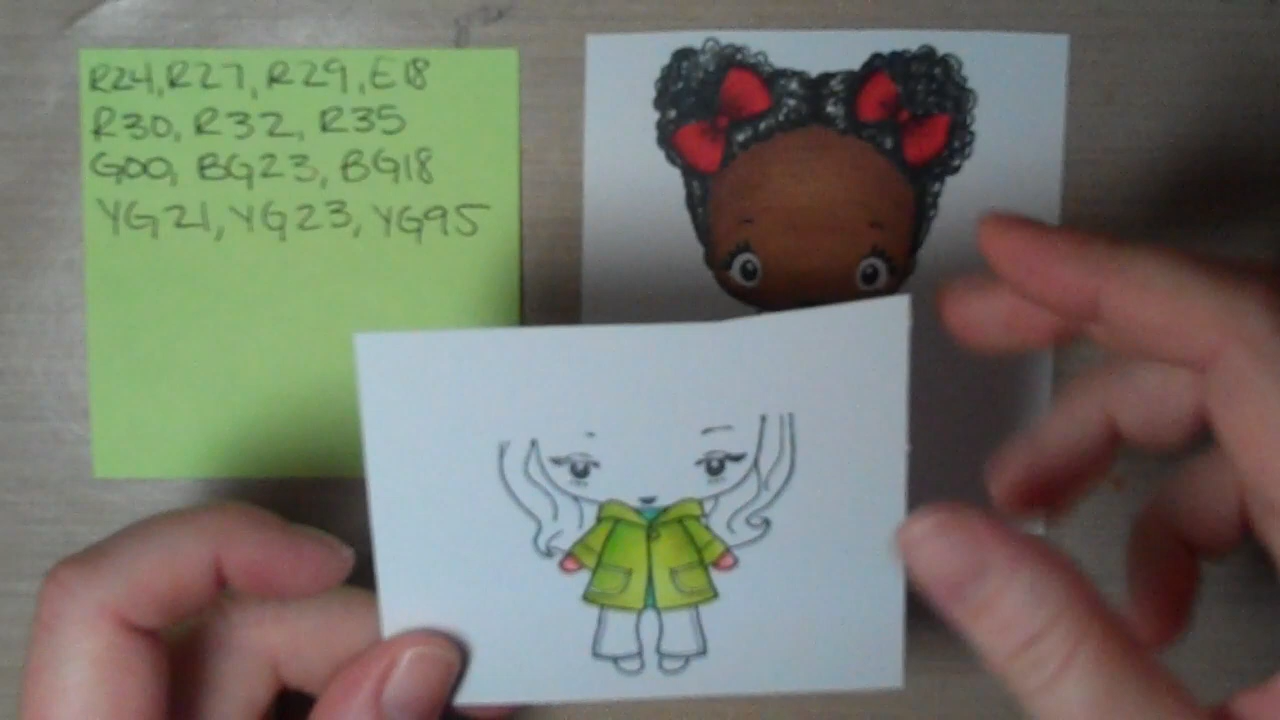 R24, R27, R29, E18
R30, R32, R35
G00, BG23, BG18
YG21, YG23, YG95